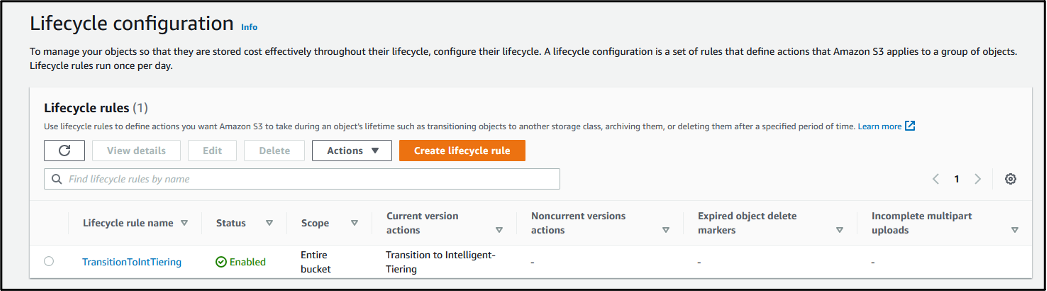 Lifecycle configuration Info
To manage your objects so that they are stored cost effectively throughout their lifecycle, configure their lifecycle. A lifecycle configuration is a set of rules that define actions that Amazon S3 applies to a group of objects.
Lifecycle rules run once per day.
Lifecycle rules (1)
Use lifecycle rules to define actions you want Amazon S3 to take during an object's lifetime such as transitioning objects to another storage class, archiving them, or deleting them after a specified period of time. Learn more
View details Edit Delete Actions Create lifecycle rule
Find lifecycle rules by name 1
Lifecycle rule name Status Scope Current version actions Noncurrent versions actions Expired object delete markers Incomplete multipart uploads
TransitionToIntTiering Enabled Entire bucket Transition to Intelligent-Tiering - - -